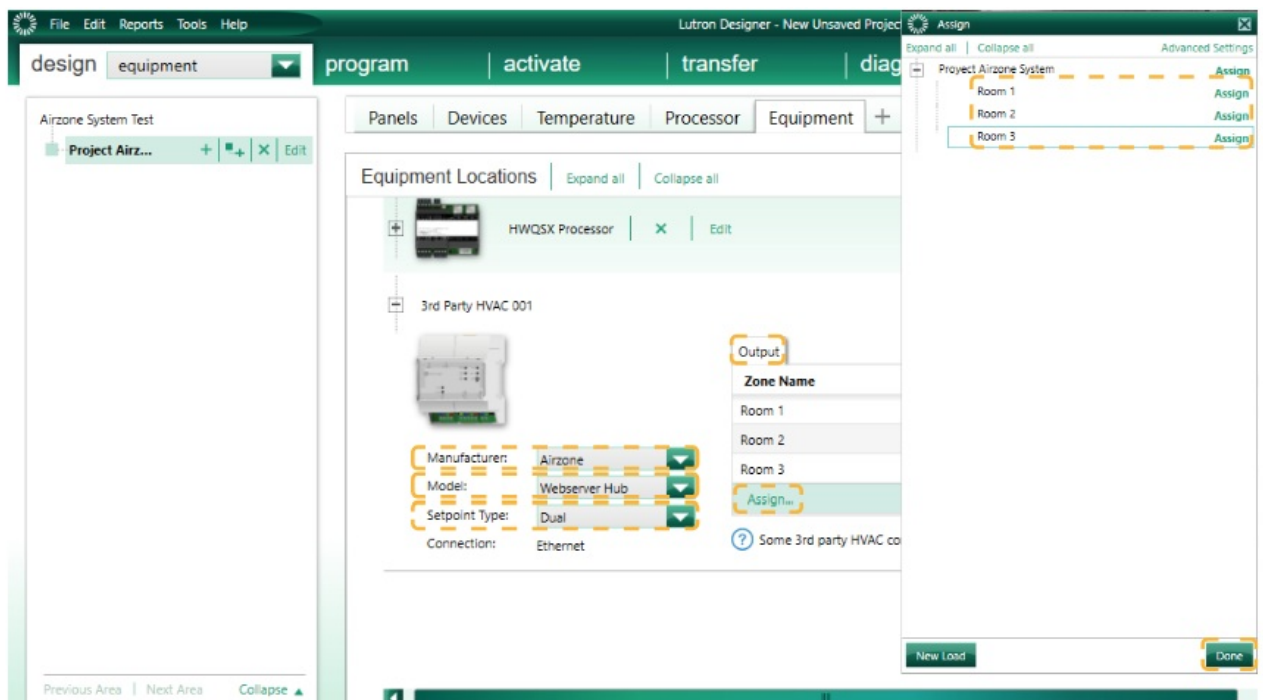 File Edit Reports Tools Help
Lutron Designer - New Unsaved Projec
Assign
design equipment
program
activate
transfer
diag
Expand all Collapse all Advanced Settings
Proyect Airzone System Assign
Room 1 Assign
Room 2 Assign
Room 3 Assign
Airzone System Test
Project Airz... + × Edit
Panels Devices Temperature Processor Equipment +
Equipment Locations Expand all Collapse all
HWQSX Processor × Edit
3rd Party HVAC 001
Output
Zone Name
Room 1
Room 2
Room 3
Assign...
Manufacturer: Airzone
Model: Webserver Hub
Setpoint Type: Dual
Connection: Ethernet
? Some 3rd party HVAC co
New Load
Done
Previous Area Next Area Collapse